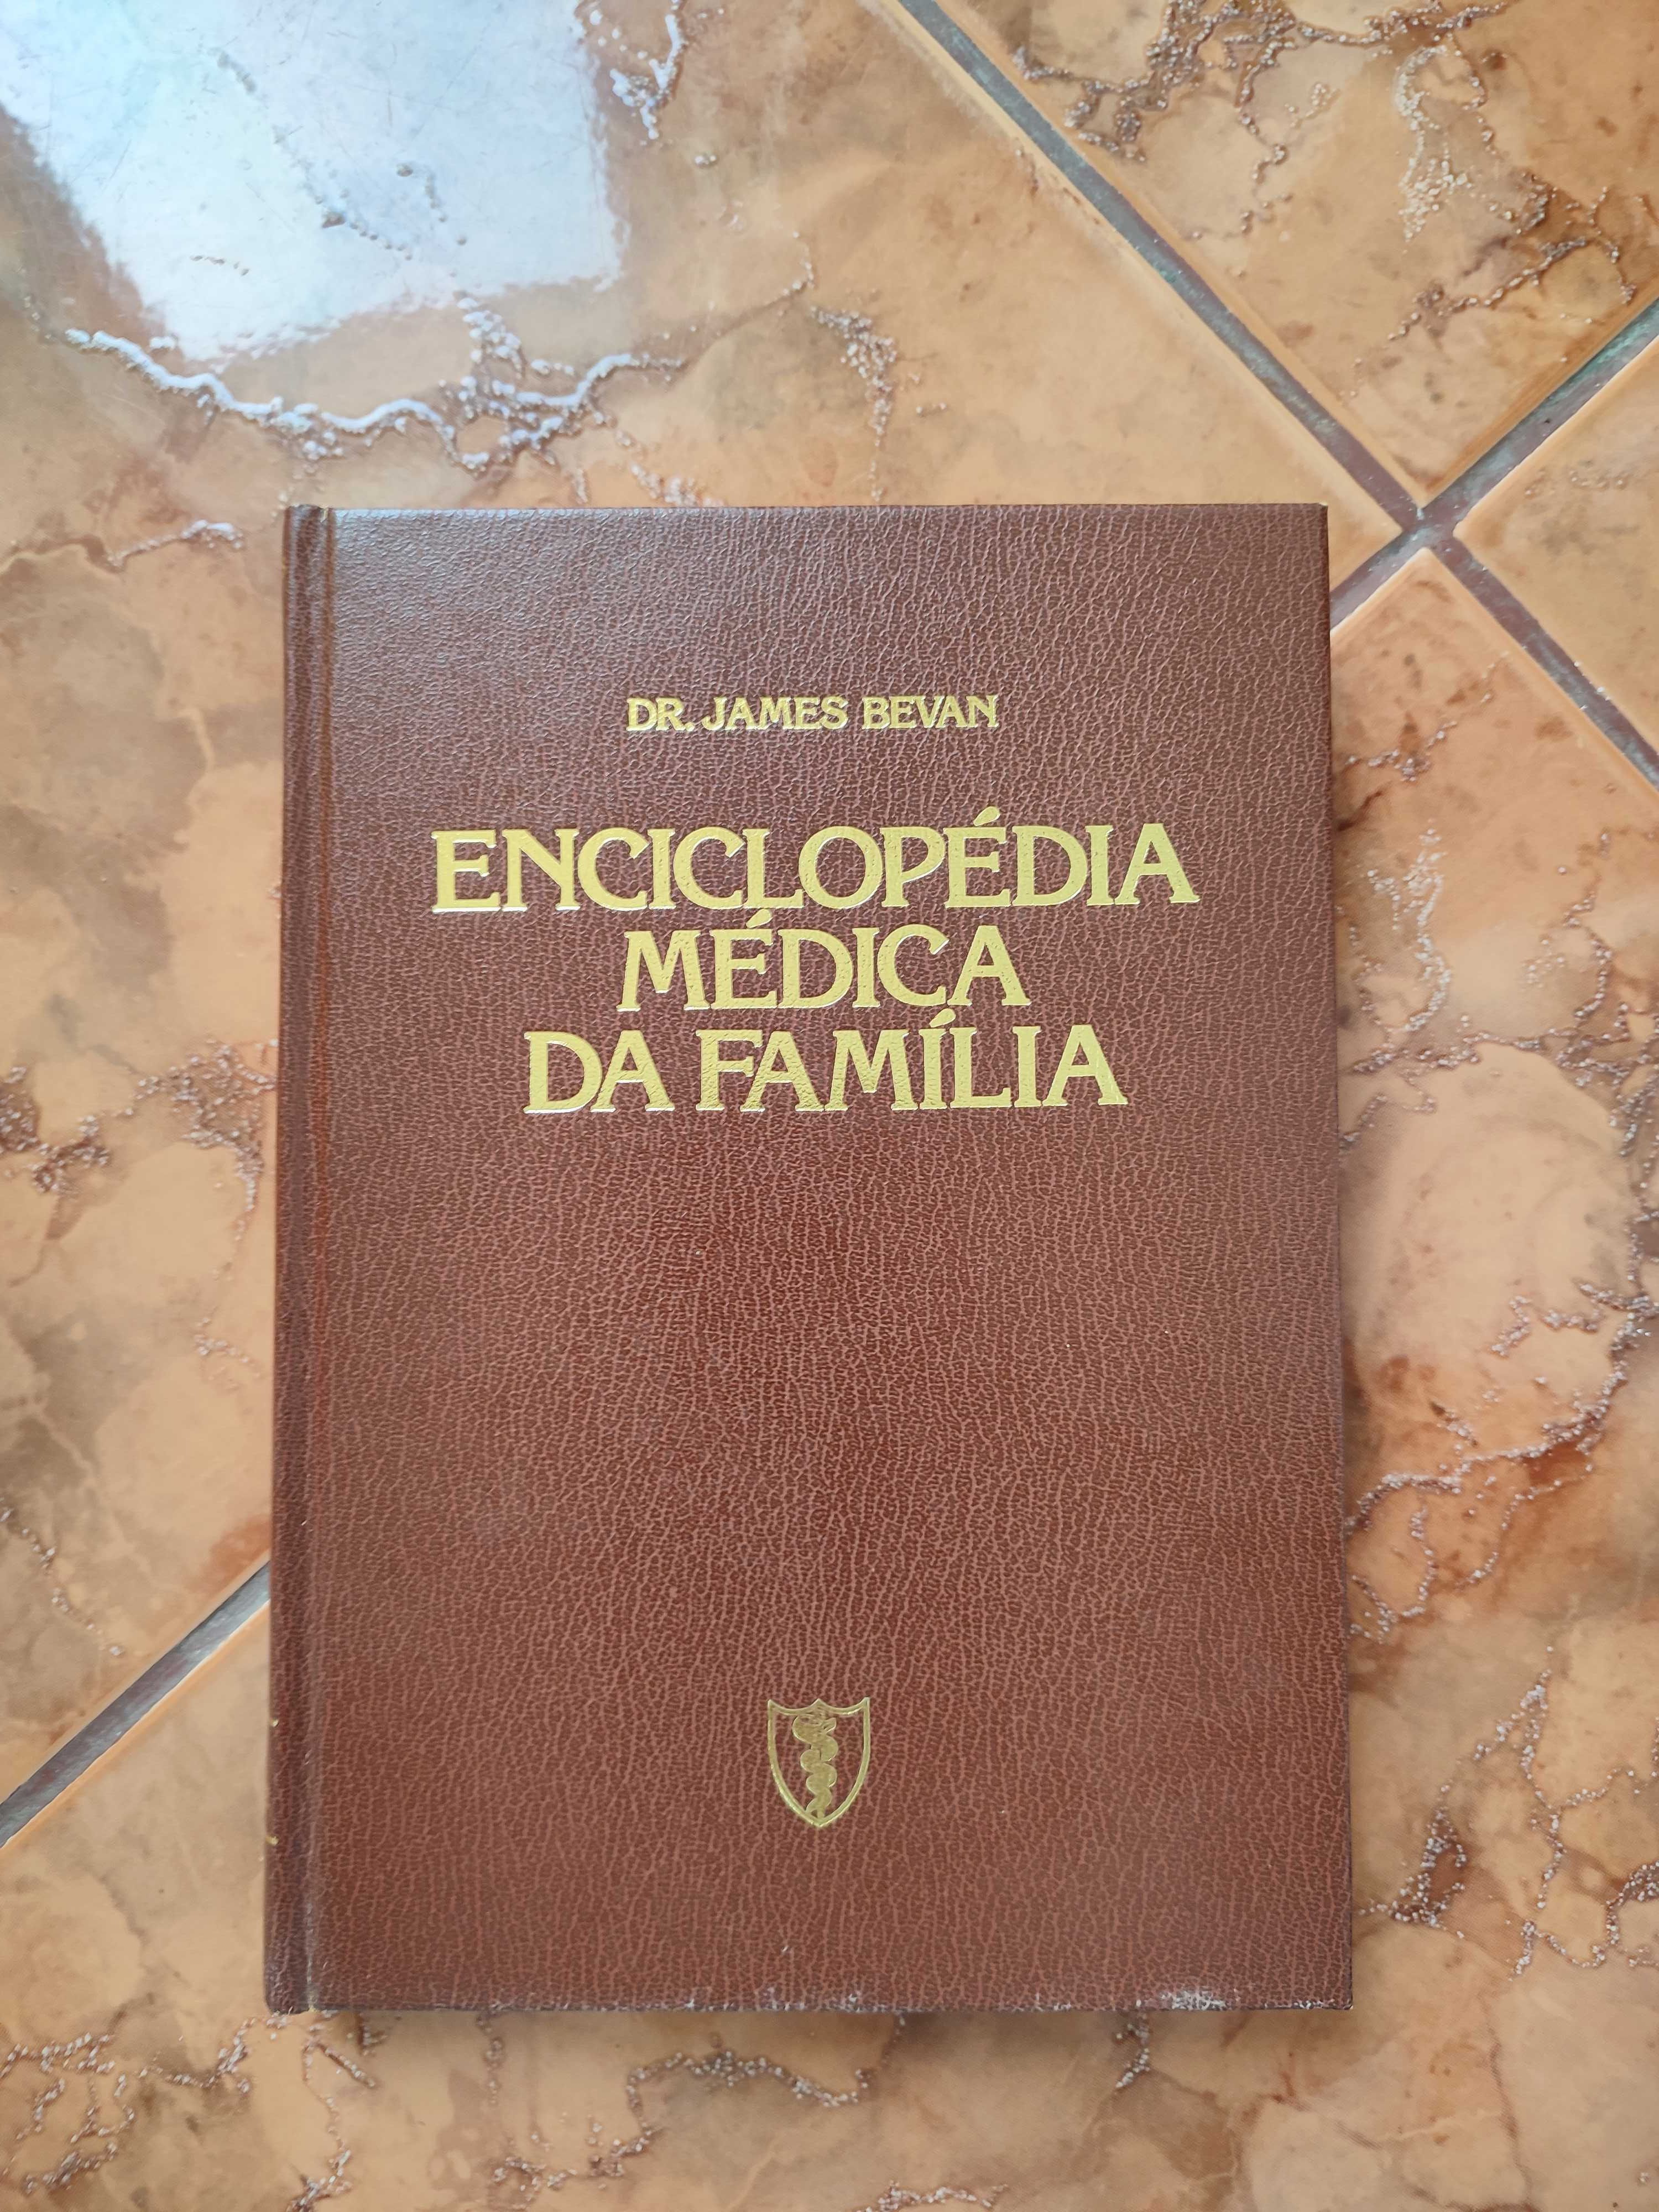 DR. JAMES BEVAN
ENCICLOPÉDIA
MÉDICA
DA FAMÍLIA